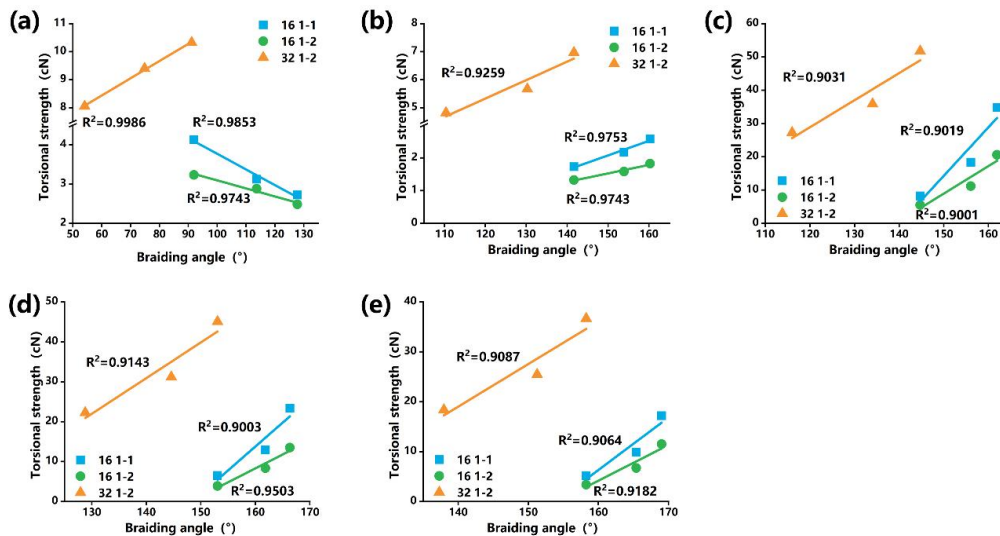 (a)
Torsional strength (cN)
11
10
9
8
4
3
2
16 1-1
16 1-2
32 1-2
R²=0.9986
R²=0.9853
R²=0.9743
50 60 70 80 90 100 110 120 130
Braiding angle (°)
(b)
Torsional strength (cN)
8
7
6
5
2
1
0
16 1-1
16 1-2
32 1-2
R²=0.9259
R²=0.9753
R²=0.9743
110 120 130 140 150 160
Braiding angle (°)
(c)
Torsional strength (cN)
60
50
40
30
20
10
0
R²=0.9031
R²=0.9019
16 1-1
16 1-2
32 1-2
R²=0.9001
110 120 130 140 150 160
Braiding angle (°)
(d)
Torsional strength (cN)
50
40
30
20
10
0
R²=0.9143
R²=0.9003
16 1-1
16 1-2
32 1-2
R²=0.9503
130 140 150 160 170
Braiding angle (°)
(e)
Torsional strength (cN)
40
30
20
10
0
R²=0.9087
R²=0.9064
16 1-1
16 1-2
32 1-2
R²=0.9182
140 150 160 170
Braiding angle (°)